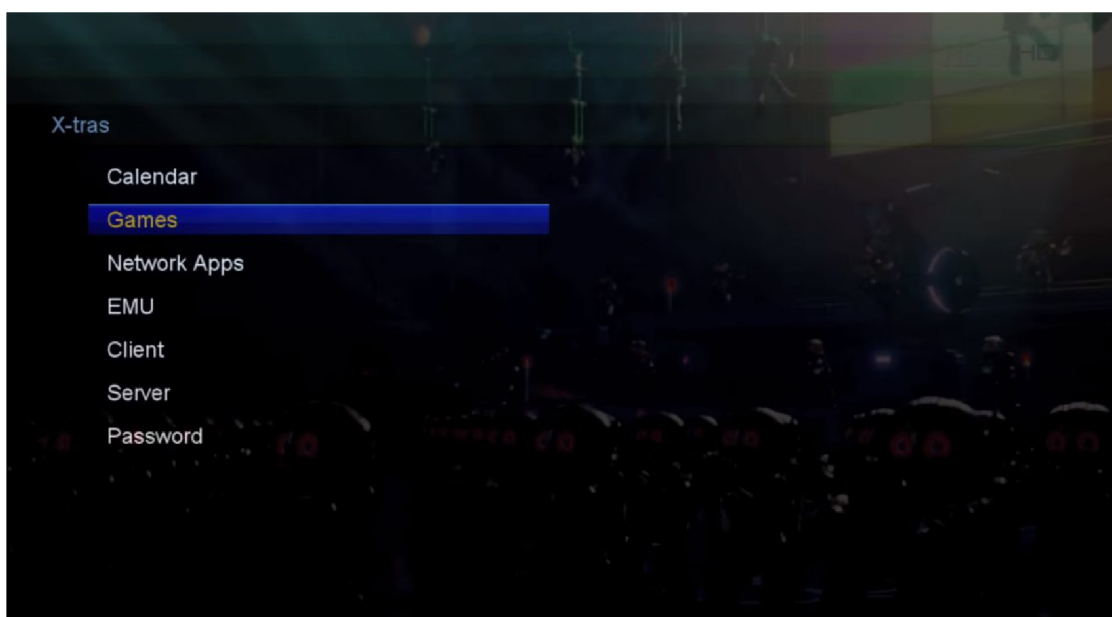 X-tras
Calendar
Games
Network Apps
EMU
Client
Server
Password